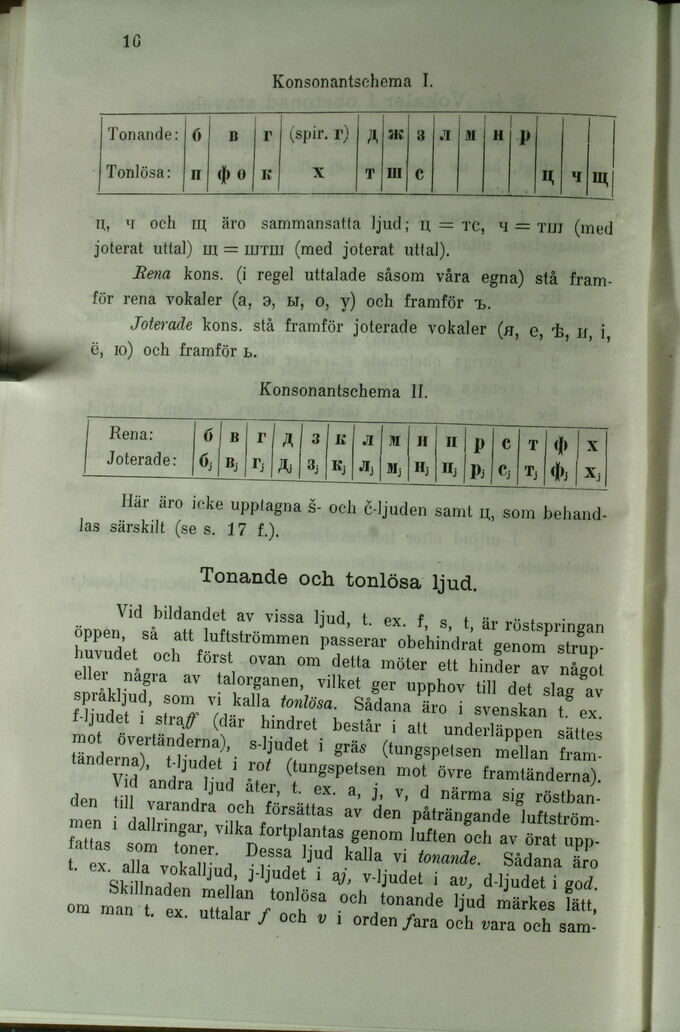 16
Konsonantschema I.
Tonande: б в г (spir. г) д ж з л м н р
Tonlösa: п ф ѳ к х т ш с ц ч щ
ц, ч och щ äro sammansatta ljud; ц = тс, ч = тш (med
joterat uttal) щ = штш (med joterat uttal).
Rena kons. (i regel uttalade såsom våra egna) stå fram-
för rena vokaler (а, э, ы, о, у) och framför ъ.
Joterade kons. stå framför joterade vokaler (я, е, ѣ, и, і,
ё, ю) och framför ь.
Konsonantschema II.
Rena: б в г д з к л м н п р с т ф х
Joterade: бj вj гj дj зj кj лj мj нj пj рj сj тj фj хj
Här äro icke upptagna š- och č-ljuden samt ц, som behand-
las särskilt (se s. 17 f.).
Tonande och tonlösa ljud.
Vid bildandet av vissa ljud, t. ex. f, s, t, är röstspringan
öppen, så att luftströmmen passerar obehindrat genom strup-
huvudet och först ovan om detta möter ett hinder av något
eller några av talorganen, vilket ger upphov till det slag av
språkljud, som vi kalla tonlösa. Sådana äro i svenskan t. ex.
f-ljudet i straff (där hindret består i att underläppen sättes
mot övertänderna), s-ljudet i gräs (tungspetsen mellan fram-
tänderna), t-ljudet i rot (tungspetsen mot övre framtänderna).
Vid andra ljud åter, t. ex. a, j, v, d närma sig röstban-
den till varandra och försättas av den påträngande luftström-
men i dallringar, vilka fortplantas genom luften och av örat upp-
fattas som toner. Dessa ljud kalla vi tonande. Sådana äro
t. ex. alla vokalljud, j-ljudet i aj, v-ljudet i av, d-ljudet i god.
Skillnaden mellan tonlösa och tonande ljud märkes lätt,
om man t. ex. uttalar f och v i orden fara och vara och sam-